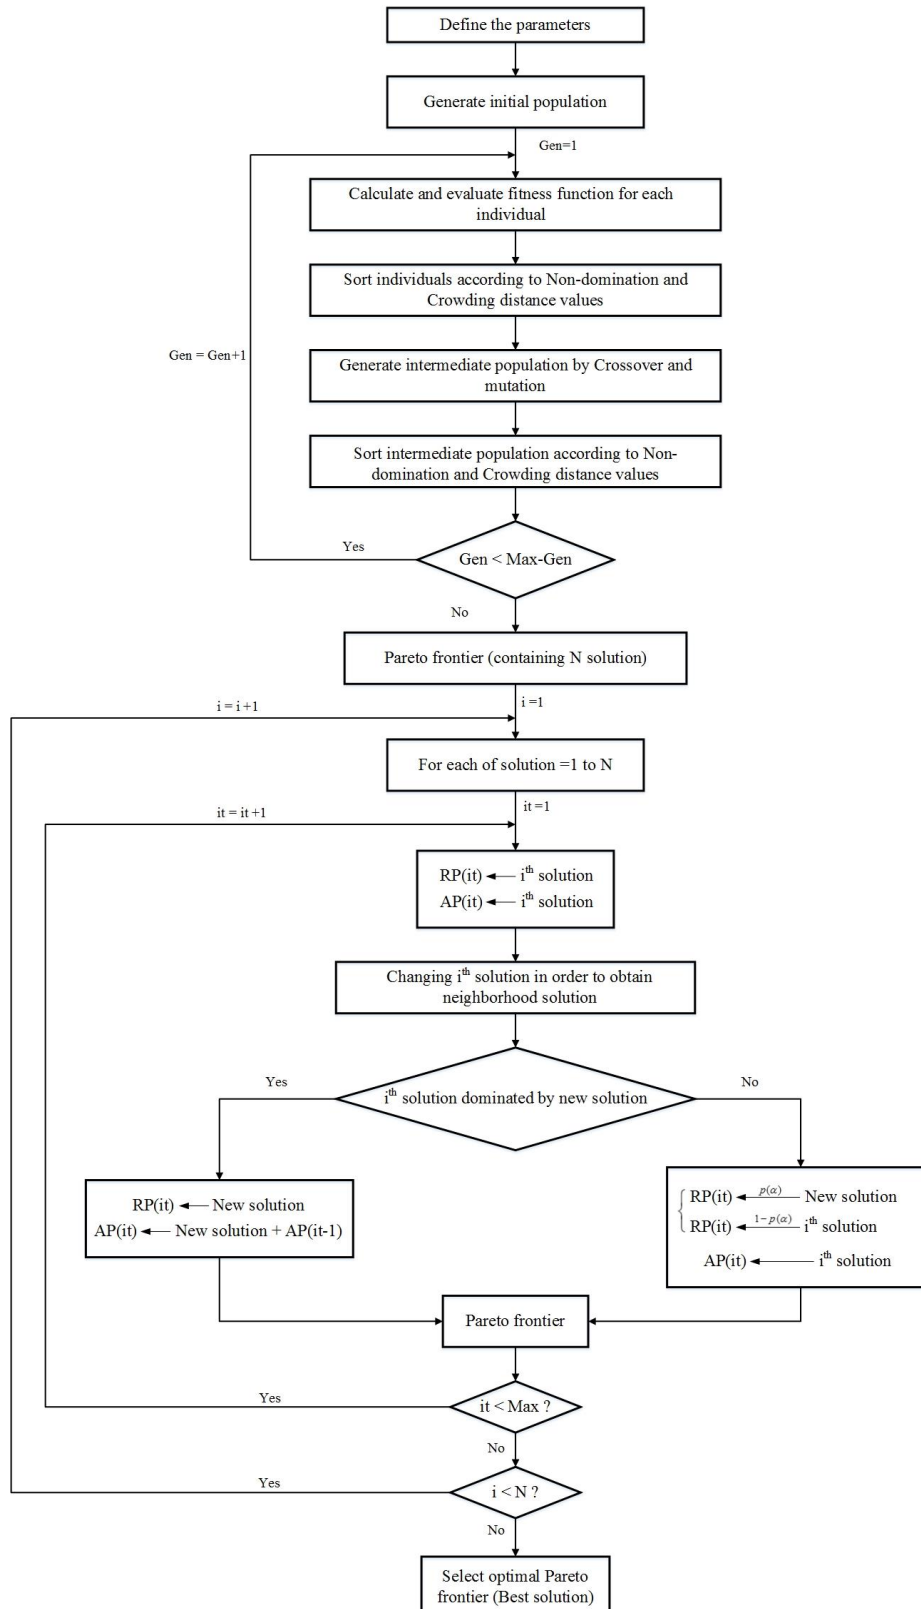 Define the parameters
Generate initial population
Gen=1
Calculate and evaluate fitness function for each
individual
Sort individuals according to Non-domination and
Crowding distance values
Gen = Gen+1
Generate intermediate population by Crossover and
mutation
Sort intermediate population according to Non-
domination and Crowding distance values
Yes
Gen < Max-Gen
No
Pareto frontier (containing N solution)
i = i +1
i =1
For each of solution =1 to N
it = it +1
it =1
RP(it) ← i^th solution
AP(it) ← i^th solution
Changing i^th solution in order to obtain
neighborhood solution
Yes
No
i^th solution dominated by new solution
RP(it) ← New solution
AP(it) ← New solution + AP(it-1)
{ RP(it) ← p(α) New solution
RP(it) ← 1−p(α) i^th solution
AP(it) ← i^th solution
Pareto frontier
Yes
it < Max ?
No
Yes
i < N ?
No
Select optimal Pareto
frontier (Best solution)